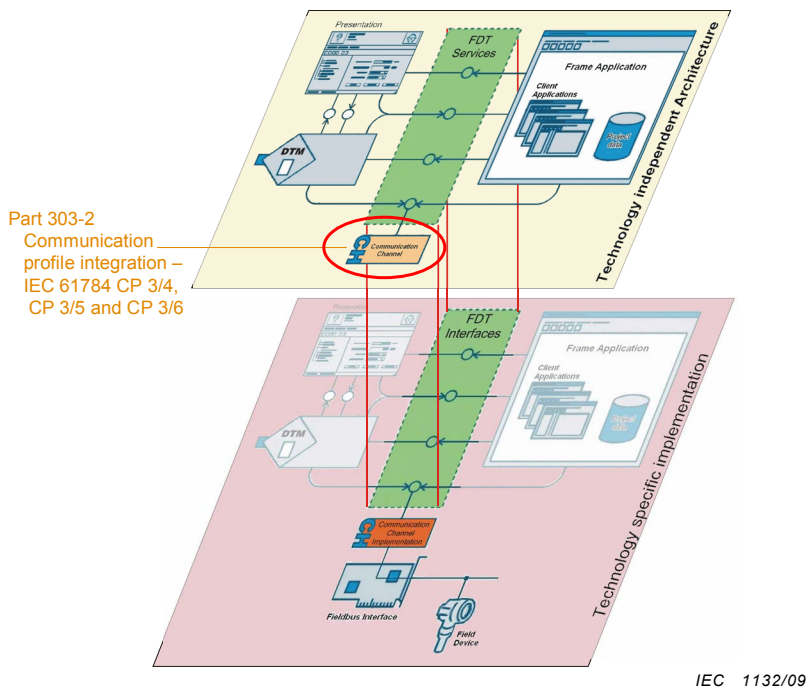 Presentation
FDT
Services
Frame Application
Client
Applications
Project
data
DTM
Technology independent Architecture
Part 303-2
Communication
profile integration –
IEC 61784 CP 3/4,
CP 3/5 and CP 3/6
CH
Communication
Channel
Presentation
FDT
Interfaces
Frame Application
Client
Applications
Project
data
DTM
Technology specific implementation
CH
Communication
Channel
Implementation
Fieldbus Interface
Field
Device
IEC 1132/09